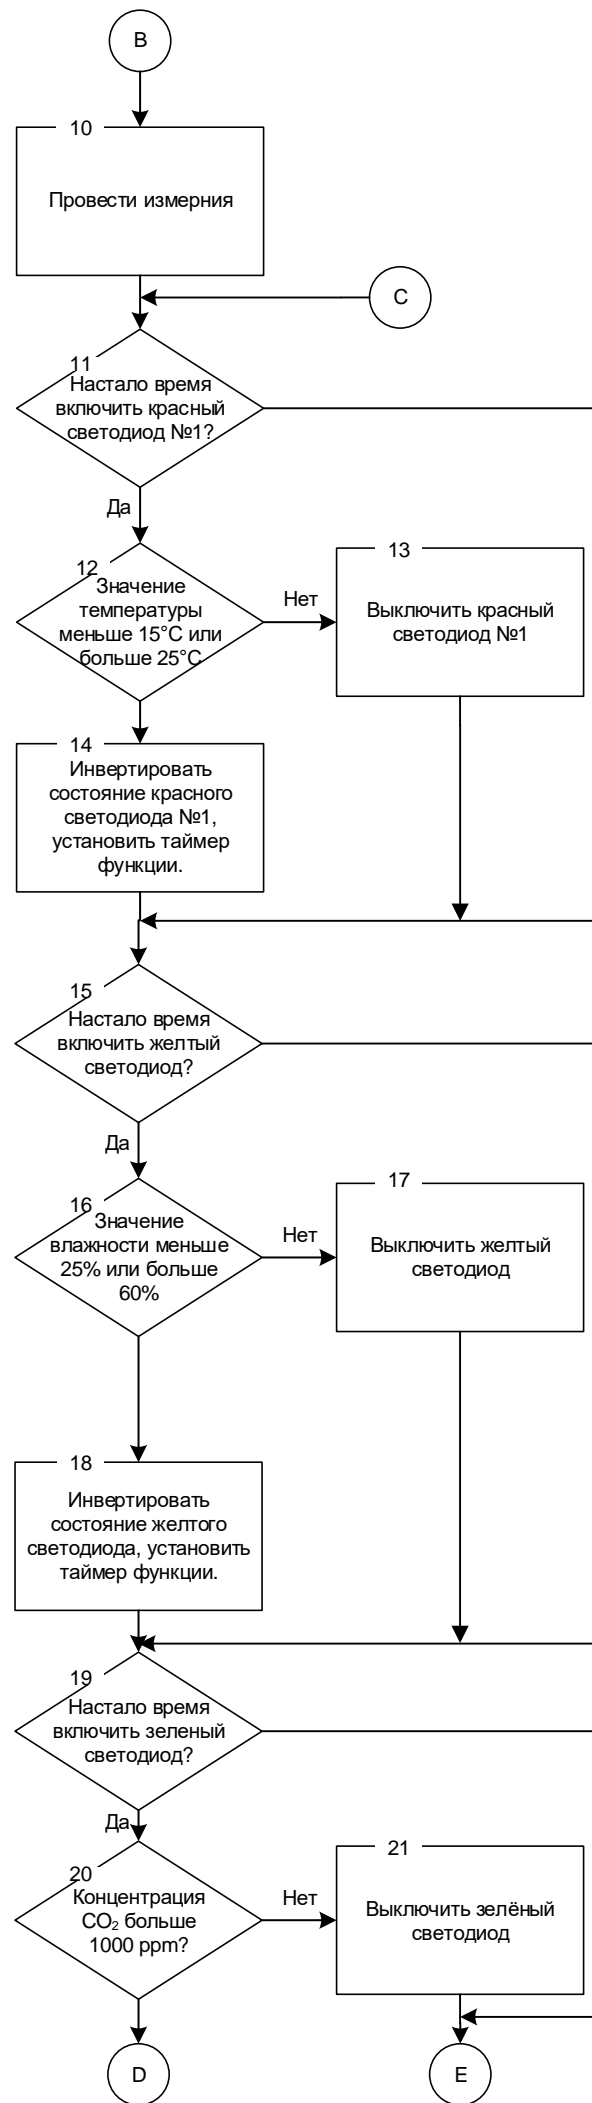 B
10
Провести измерния
C
11
Настало время
включить красный
светодиод №1?
Да
12
Значение
температуры
меньше 15°C или
больше 25°C
Нет
13
Выключить красный
светодиод №1
14
Инвертировать
состояние красного
светодиода №1,
установить таймер
функции.
15
Настало время
включить желтый
светодиод?
Да
16
Значение
влажности меньше
25% или больше
60%
Нет
17
Выключить желтый
светодиод
18
Инвертировать
состояние желтого
светодиода, установить
таймер функции.
19
Настало время
включить зеленый
светодиод?
Да
20
Концентрация
CO₂ больше
1000 ppm?
Нет
21
Выключить зелёный
светодиод
D
E